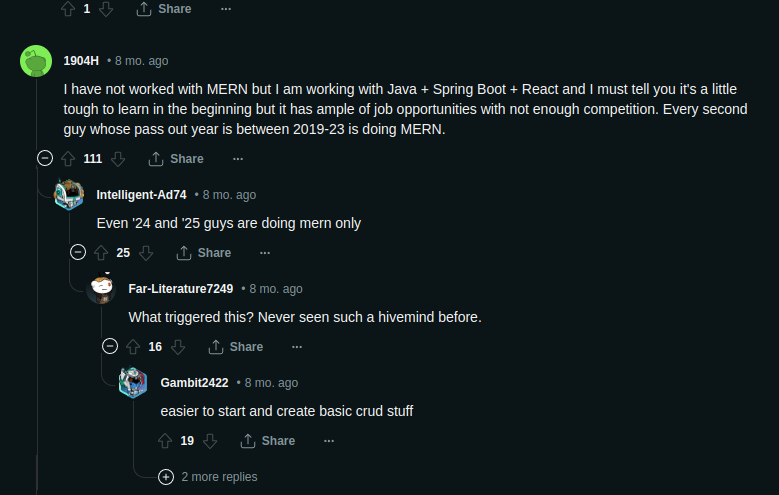 1 Share ...
1904H • 8 mo. ago
I have not worked with MERN but I am working with Java + Spring Boot + React and I must tell you it's a little
tough to learn in the beginning but it has ample of job opportunities with not enough competition. Every second
guy whose pass out year is between 2019-23 is doing MERN.
111 Share ...
Intelligent-Ad74 • 8 mo. ago
Even '24 and '25 guys are doing mern only
25 Share ...
Far-Literature7249 • 8 mo. ago
What triggered this? Never seen such a hivemind before.
16 Share ...
Gambit2422 • 8 mo. ago
easier to start and create basic crud stuff
19 Share ...
2 more replies